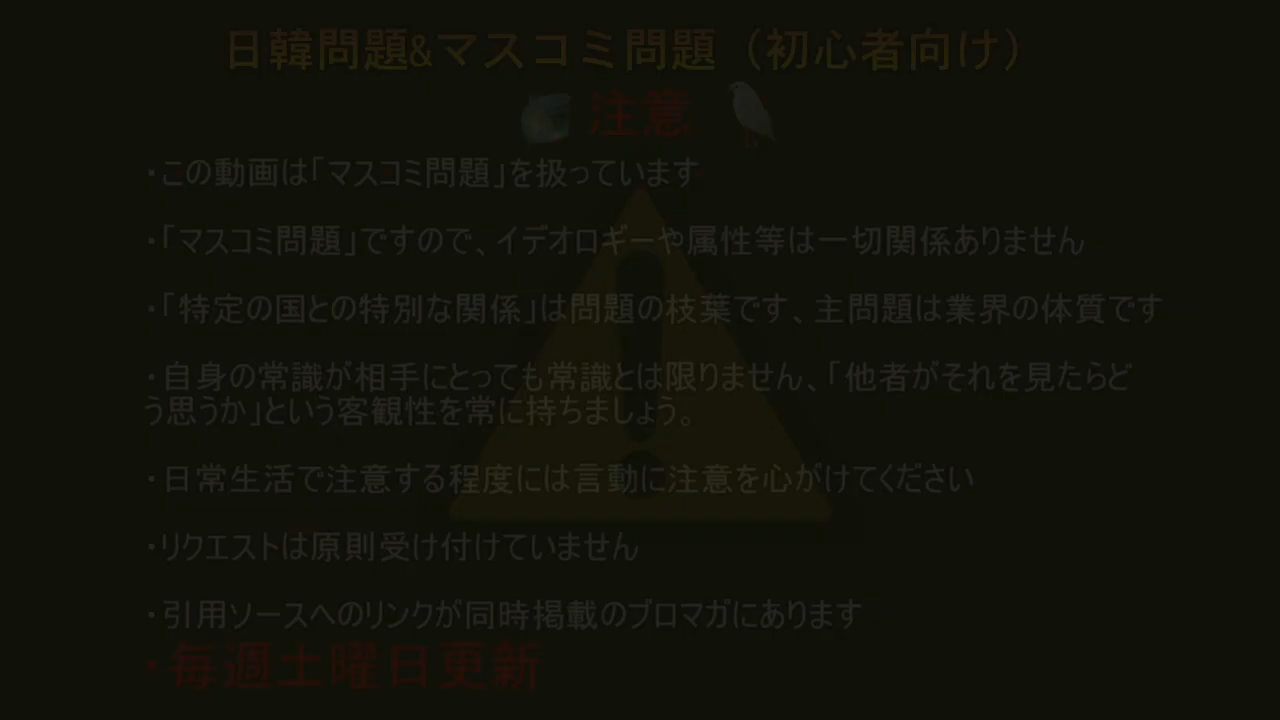 日韓問題&マスコミ問題（初心者向け）
注意
・この動画は「マスコミ問題」を扱っています
・「マスコミ問題」ですので、イデオロギーや属性等は一切関係ありません
・「特定の国との特別な関係」は問題の枝葉です、主問題は業界の体質です
・自身の常識が相手にとっても常識とは限りません、「他者がそれを見たらど
う思うか」という客観性を常に持ちましょう。
・日常生活で注意する程度には言動に注意を心がけてください
・リクエストは原則受け付けていません
・引用ソースへのリンクが同時掲載のブロマガにあります
・毎週土曜日更新